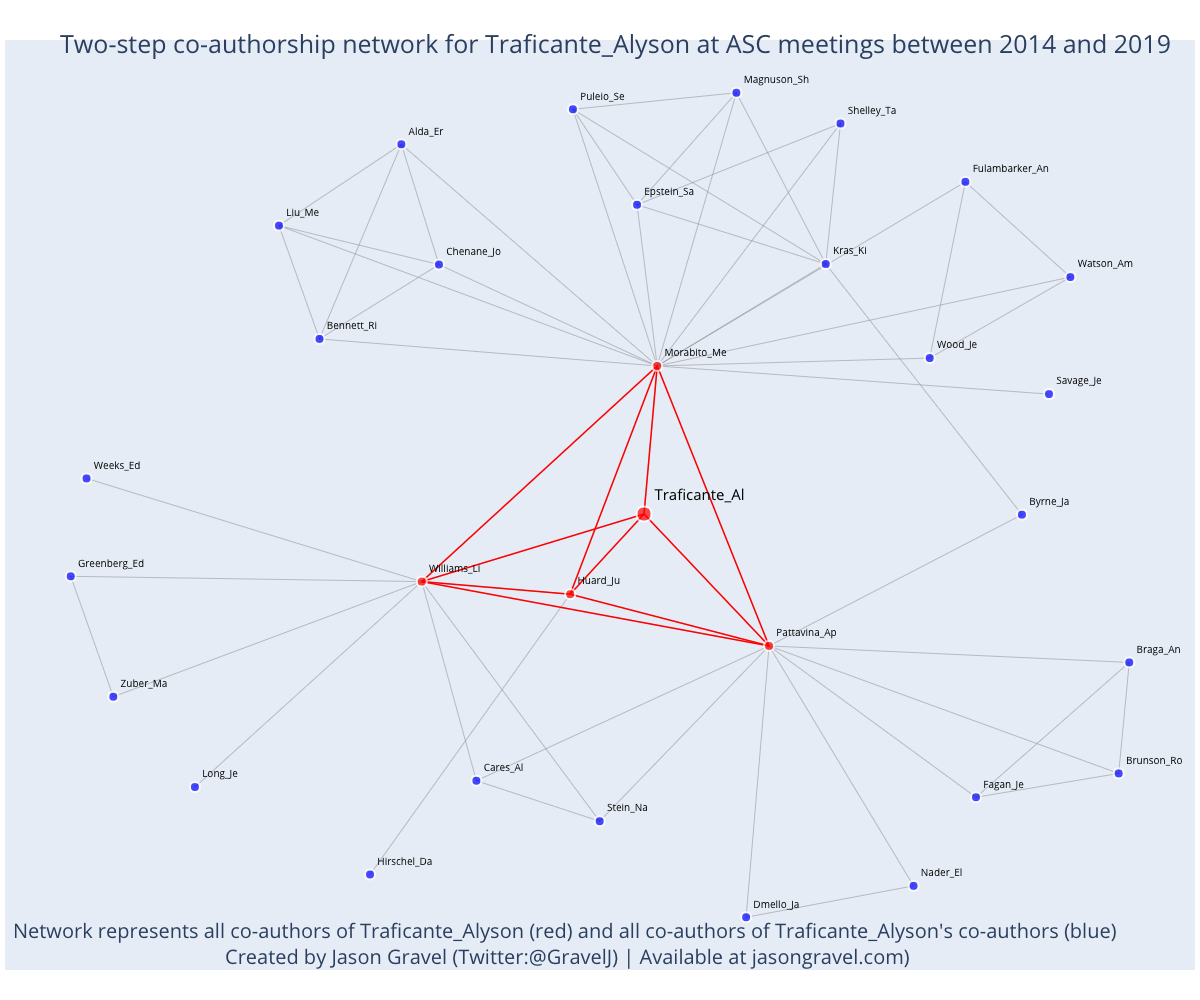 Two-step co-authorship network for Traficante_Alyson at ASC meetings between 2014 and 2019
Magnuson_Sh
Puleio_Se
Shelley_Ta
Alda_Er
Fulambarker_An
Epstein_Sa
Liu_Me
Chenane_Jo
Kras_Ki
Watson_Am
Bennett_Ri
Wood_Je
Morabito_Me
Savage_Je
Weeks_Ed
Traficante_Al
Byrne_Ja
Greenberg_Ed
Williams_Li
Huard_Ju
Pattavina_Ap
Braga_An
Zuber_Ma
Brunson_Ro
Long_Je
Cares_Al
Fagan_Je
Stein_Na
Hirschel_Da
Nader_El
Dmello_Ja
Network represents all co-authors of Traficante_Alyson (red) and all co-authors of Traficante_Alyson's co-authors (blue)
Created by Jason Gravel (Twitter:@GravelJ) | Available at jasongravel.com)